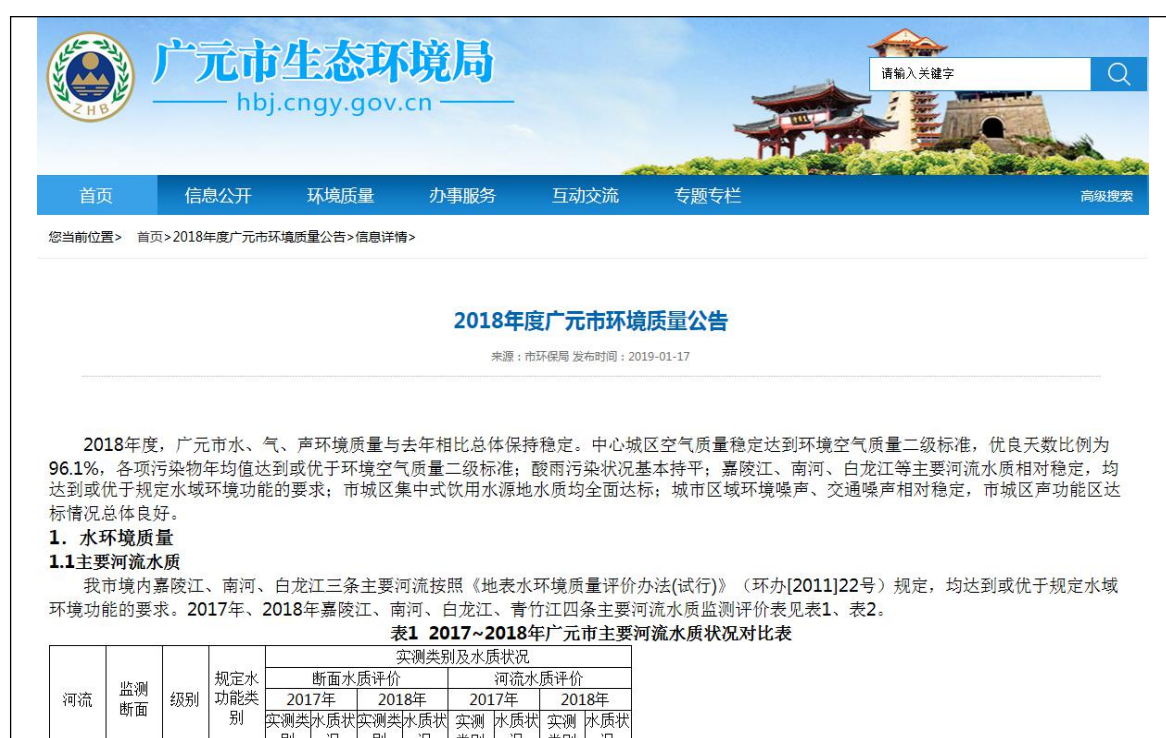 广元市生态环境局
hbj.cngy.gov.cn
ZHB
请输入关键字
首页 信息公开 环境质量 办事服务 互动交流 专题专栏 高级搜索
您当前位置> 首页>2018年度广元市环境质量公告>信息详情>
2018年度广元市环境质量公告
来源：市环保局 发布时间：2019-01-17
2018年度，广元市水、气、声环境质量与去年相比总体保持稳定。中心城区空气质量稳定达到环境空气质量二级标准，优良天数比例为
96.1%，各项污染物年均值达到或优于环境空气质量二级标准；酸雨污染状况基本持平；嘉陵江、南河、白龙江等主要河流水质相对稳定，均
达到或优于规定水域环境功能的要求；市城区集中式饮用水源地水质均全面达标；城市区域环境噪声、交通噪声相对稳定，市城区声功能区达
标情况总体良好。
1．水环境质量
1.1主要河流水质
我市境内嘉陵江、南河、白龙江三条主要河流按照《地表水环境质量评价办法(试行)》（环办[2011]22号）规定，均达到或优于规定水域
环境功能的要求。2017年、2018年嘉陵江、南河、白龙江、青竹江四条主要河流水质监测评价表见表1、表2。
表1 2017~2018年广元市主要河流水质状况对比表
实测类别及水质状况
河流 监测断面 级别 规定水功能类别 断面水质评价 河流水质评价
2017年 2018年 2017年 2018年
实测类 水质状 实测类 水质状 实测 水质状 实测 水质状